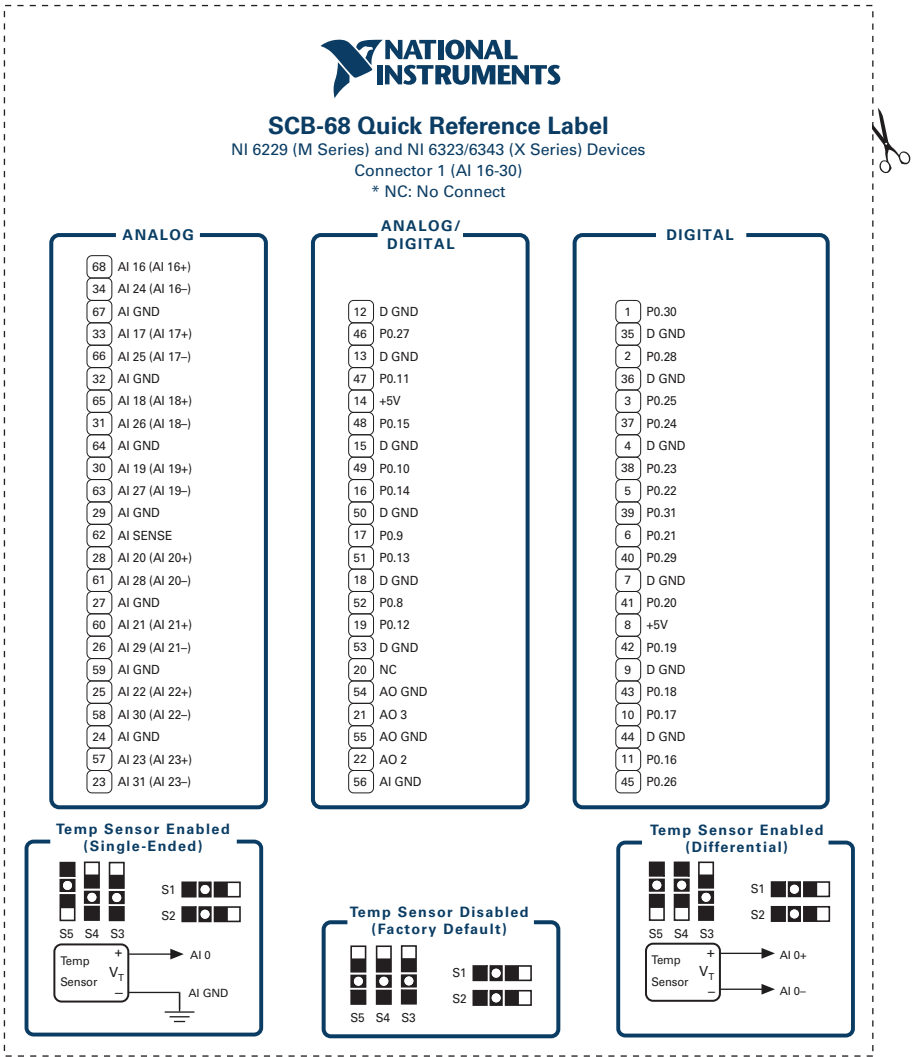 NATIONAL
INSTRUMENTS
SCB-68 Quick Reference Label
NI 6229 (M Series) and NI 6323/6343 (X Series) Devices
Connector 1 (AI 16-30)
* NC: No Connect
ANALOG
68 AI 16 (AI 16+)
34 AI 24 (AI 16–)
67 AI GND
33 AI 17 (AI 17+)
66 AI 25 (AI 17–)
32 AI GND
65 AI 18 (AI 18+)
31 AI 26 (AI 18–)
64 AI GND
30 AI 19 (AI 19+)
63 AI 27 (AI 19–)
29 AI GND
62 AI SENSE
28 AI 20 (AI 20+)
61 AI 28 (AI 20–)
27 AI GND
60 AI 21 (AI 21+)
26 AI 29 (AI 21–)
59 AI GND
25 AI 22 (AI 22+)
58 AI 30 (AI 22–)
24 AI GND
57 AI 23 (AI 23+)
23 AI 31 (AI 23–)
ANALOG/
DIGITAL
12 D GND
46 P0.27
13 D GND
47 P0.11
14 +5V
48 P0.15
15 D GND
49 P0.10
16 P0.14
50 D GND
17 P0.9
51 P0.13
18 D GND
52 P0.8
19 P0.12
53 D GND
20 NC
54 AO GND
21 AO 3
55 AO GND
22 AO 2
56 AI GND
DIGITAL
1 P0.30
35 D GND
2 P0.28
36 D GND
3 P0.25
37 P0.24
4 D GND
38 P0.23
5 P0.22
39 P0.31
6 P0.21
40 P0.29
7 D GND
41 P0.20
8 +5V
42 P0.19
9 D GND
43 P0.18
10 P0.17
44 D GND
11 P0.16
45 P0.26
Temp Sensor Enabled
(Single-Ended)
S1
S2
S5 S4 S3
Temp
Sensor
+
VT
–
AI 0
AI GND
Temp Sensor Disabled
(Factory Default)
S1
S2
S5 S4 S3
Temp Sensor Enabled
(Differential)
S1
S2
S5 S4 S3
Temp
Sensor
+
VT
–
AI 0+
AI 0–